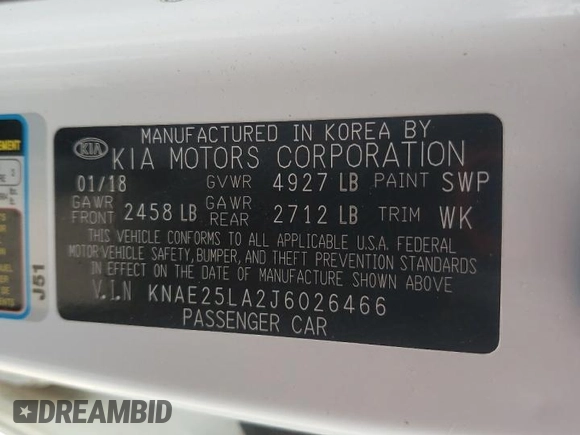 MANUFACTURED IN KOREA BY
KIA KIA MOTORS CORPORATION
01/18 GVWR 4927 LB PAINT SWP
GAWR FRONT 2458 LB GAWR REAR 2712 LB TRIM WK
THIS VEHICLE CONFORMS TO ALL APPLICABLE U.S.A. FEDERAL
MOTOR VEHICLE SAFETY, BUMPER, AND THEFT PREVENTION STANDARDS
IN EFFECT ON THE DATE OF MANUFACTURE SHOWN ABOVE
V.I.N KNAE25LA2J6026466
PASSENGER CAR
J51
DREAMBID